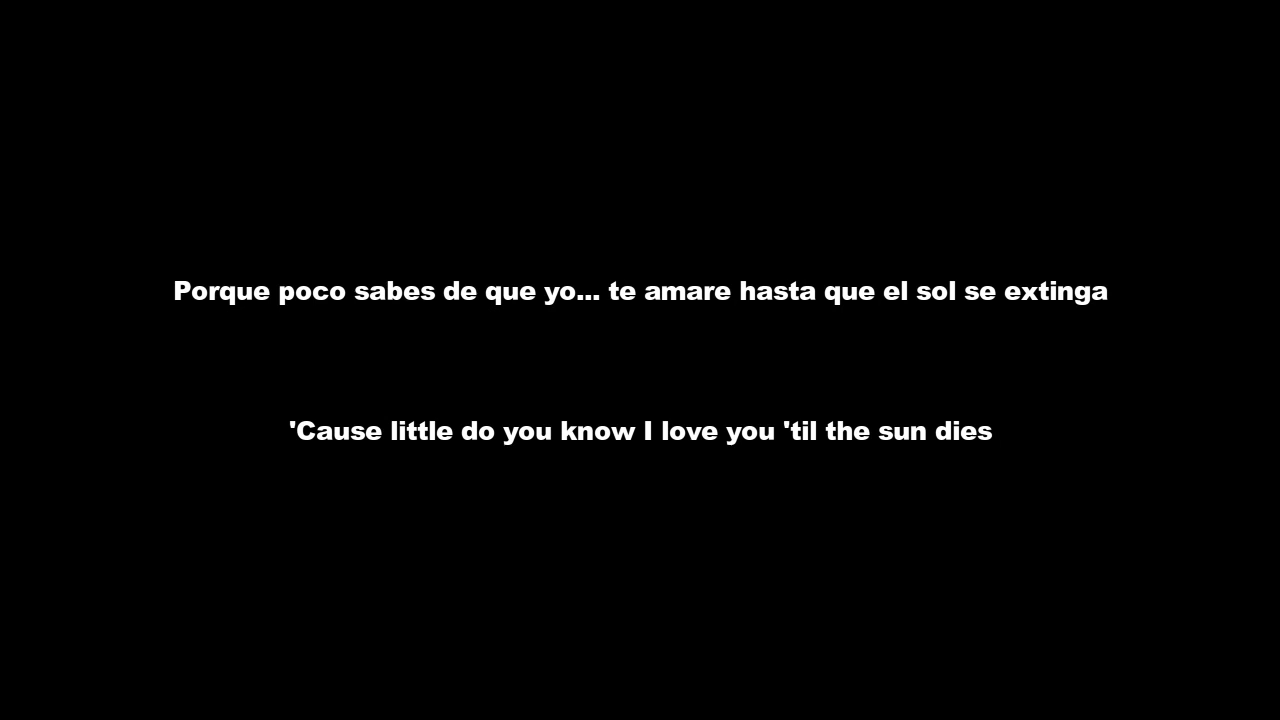 Porque poco sabes de que yo... te amare hasta que el sol se extinga
'Cause little do you know I love you 'til the sun dies